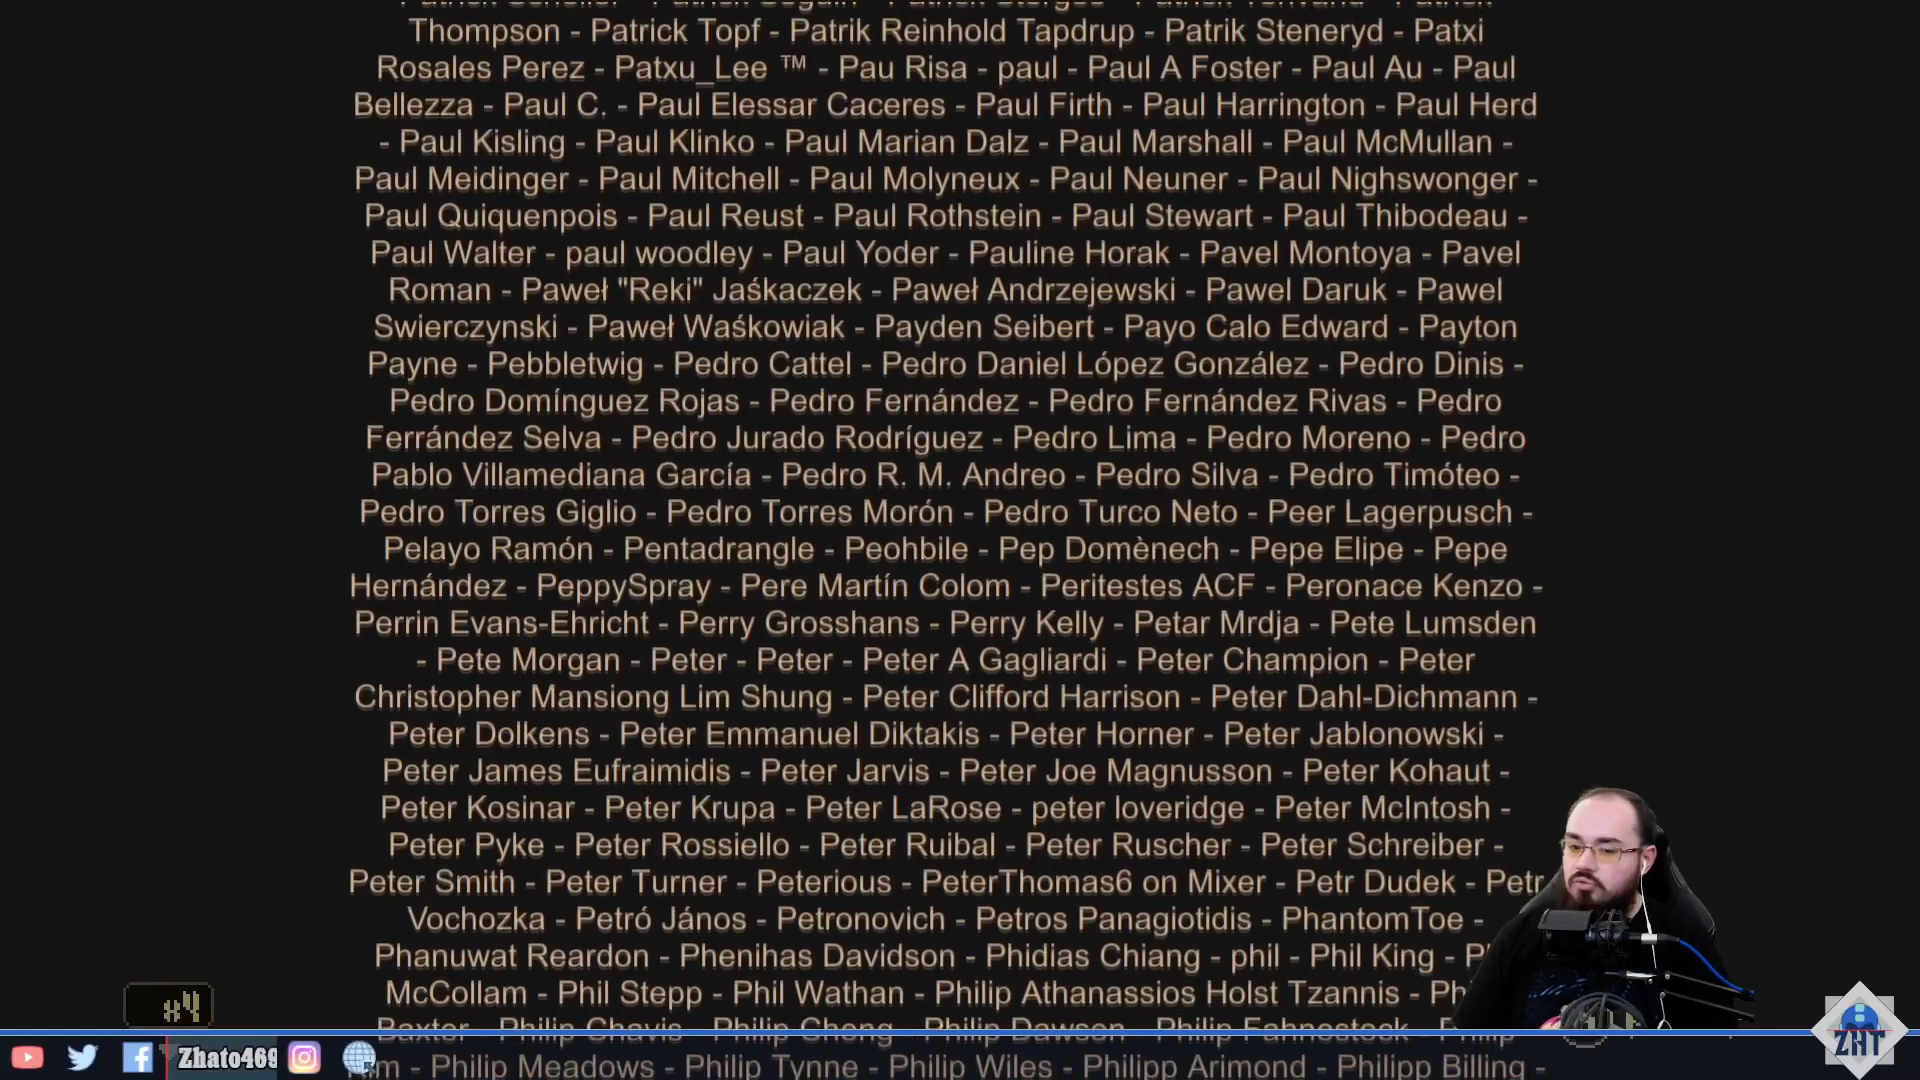 Thompson - Patrick Topf - Patrik Reinhold Tapdrup - Patrik Steneryd - Patxi
Rosales Perez - Patxu_Lee ™ - Pau Risa - paul - Paul A Foster - Paul Au - Paul
Bellezza - Paul C. - Paul Elessar Caceres - Paul Firth - Paul Harrington - Paul Herd
- Paul Kisling - Paul Klinko - Paul Marian Dalz - Paul Marshall - Paul McMullan -
Paul Meidinger - Paul Mitchell - Paul Molyneux - Paul Neuner - Paul Nighswonger -
Paul Quiquenpois - Paul Reust - Paul Rothstein - Paul Stewart - Paul Thibodeau -
Paul Walter - paul woodley - Paul Yoder - Pauline Horak - Pavel Montoya - Pavel
Roman - Paweł "Reki" Jaśkaczek - Paweł Andrzejewski - Pawel Daruk - Pawel
Swierczynski - Paweł Waśkowiak - Payden Seibert - Payo Calo Edward - Payton
Payne - Pebbletwig - Pedro Cattel - Pedro Daniel López González - Pedro Dinis -
Pedro Domínguez Rojas - Pedro Fernández - Pedro Fernández Rivas - Pedro
Ferrández Selva - Pedro Jurado Rodríguez - Pedro Lima - Pedro Moreno - Pedro
Pablo Villamediana García - Pedro R. M. Andreo - Pedro Silva - Pedro Timóteo -
Pedro Torres Giglio - Pedro Torres Morón - Pedro Turco Neto - Peer Lagerpusch -
Pelayo Ramón - Pentadrangle - Peohbile - Pep Domènech - Pepe Elipe - Pepe
Hernández - PeppySpray - Pere Martín Colom - Peritestes ACF - Peronace Kenzo -
Perrin Evans-Ehricht - Perry Grosshans - Perry Kelly - Petar Mrdja - Pete Lumsden
- Pete Morgan - Peter - Peter - Peter A Gagliardi - Peter Champion - Peter
Christopher Mansiong Lim Shung - Peter Clifford Harrison - Peter Dahl-Dichmann -
Peter Dolkens - Peter Emmanuel Diktakis - Peter Horner - Peter Jablonowski -
Peter James Eufraimidis - Peter Jarvis - Peter Joe Magnusson - Peter Kohaut -
Peter Kosinar - Peter Krupa - Peter LaRose - peter loveridge - Peter McIntosh -
Peter Pyke - Peter Rossiello - Peter Ruibal - Peter Ruscher - Peter Schreiber -
Peter Smith - Peter Turner - Peterious - PeterThomas6 on Mixer - Petr Dudek - Petr
Vochozka - Petró János - Petronovich - Petros Panagiotidis - PhantomToe -
Phanuwat Reardon - Phenihas Davidson - Phidias Chiang - phil - Phil King -
McCollam - Phil Stepp - Phil Wathan - Philip Athanassios Holst Tzannis -
Baxter - Philip Chavis - Philip Cheng - Philip Dawson - Philip Fahnestock -
- Philip Meadows - Philip Tynne - Philip Wiles - Philipp Arimond - Philipp Billing -
#4
Zhato469
ZHT